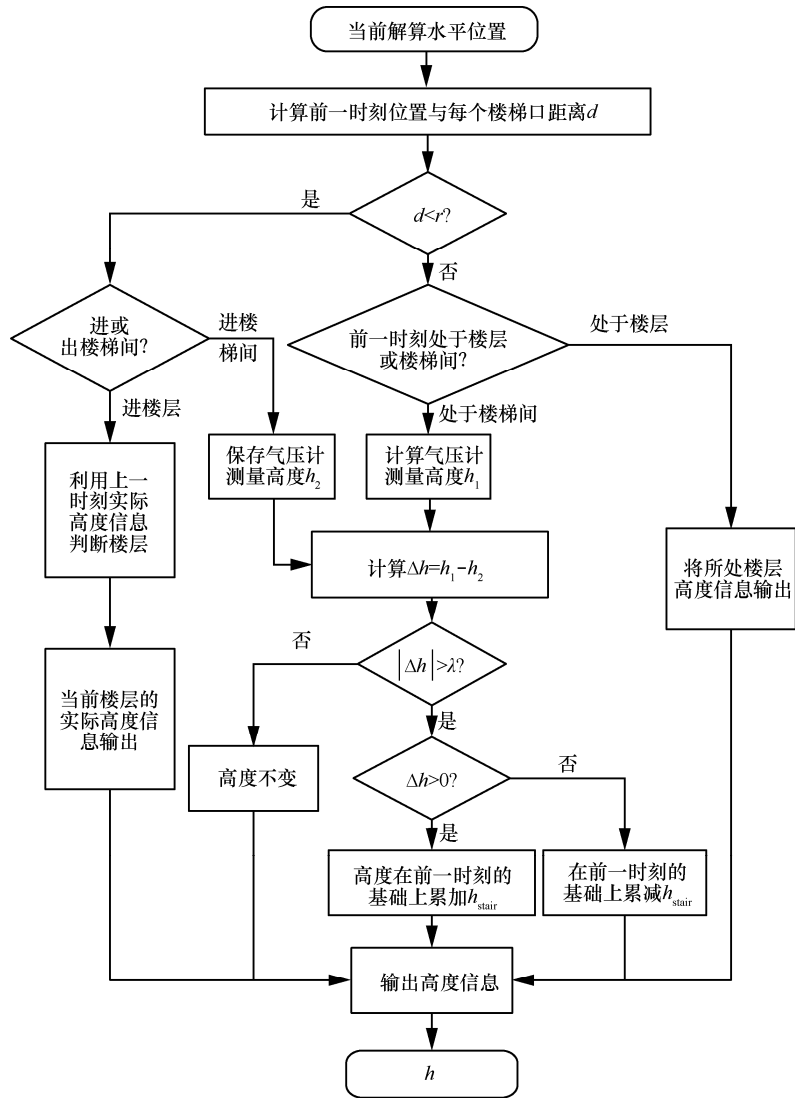 当前解算水平位置
计算前一时刻位置与每个楼梯口距离d
是
d<r?
否
进或
出楼梯间?
进楼
梯间
前一时刻处于楼层
或楼梯间?
处于楼层
进楼层
处于楼梯间
利用上一
时刻实际
高度信息
判断楼层
保存气压计
测量高度h₂
计算气压计
测量高度h₁
计算Δh=h₁-h₂
将所处楼层
高度信息输出
否
|Δh|>λ?
是
当前楼层的
实际高度信
息输出
高度不变
Δh>0?
否
是
高度在前一时刻的
基础上累加hstair
在前一时刻的
基础上累减hstair
输出高度信息
h